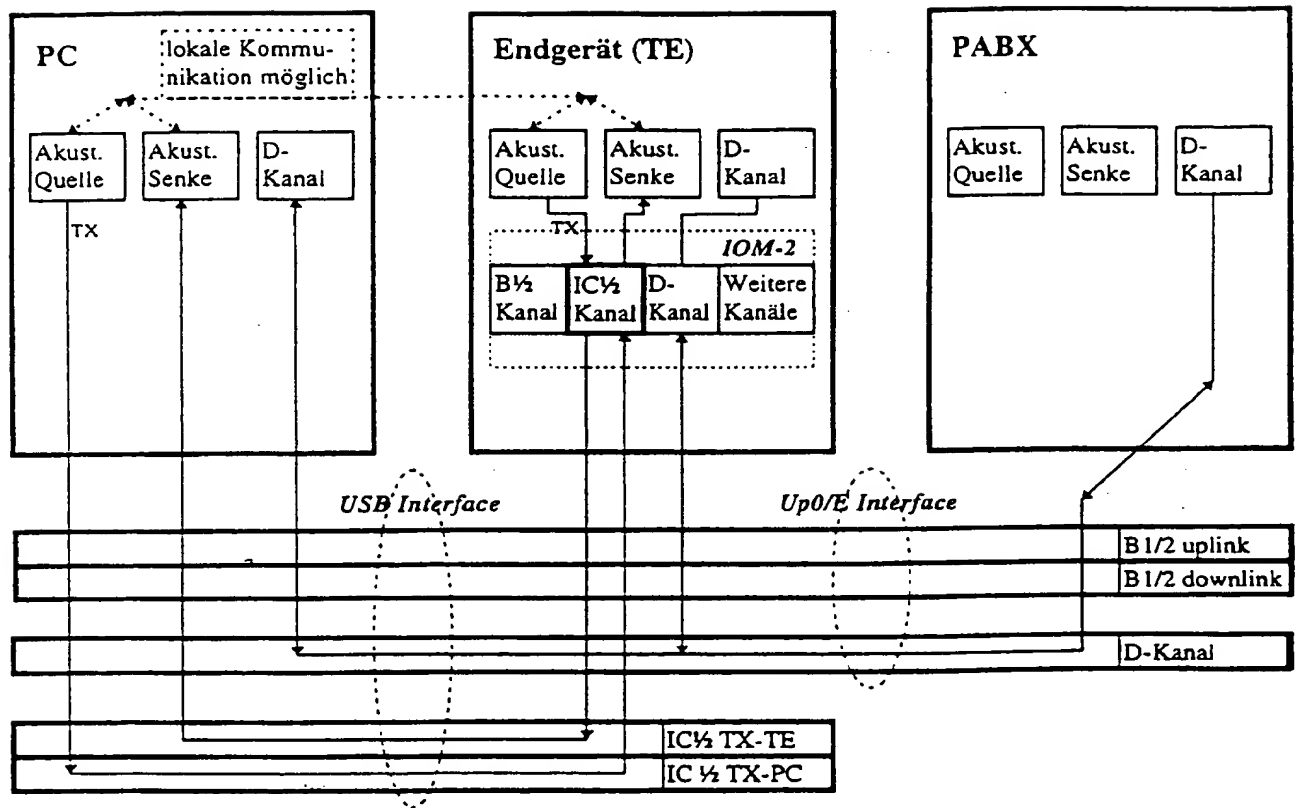 PC
lokale Kommu-
nikation möglich
Akust.
Quelle
Akust.
Senke
D-
Kanal
TX
Endgerät (TE)
Akust.
Quelle
Akust.
Senke
D-
Kanal
TX
IOM-2
B½
Kanal
IC½
Kanal
D-
Kanal
Weitere
Kanäle
PABX
Akust.
Quelle
Akust.
Senke
D-
Kanal
USB Interface
Up0/E Interface
B1/2 uplink
B1/2 downlink
D-Kanal
IC½ TX-TE
IC ½ TX-PC